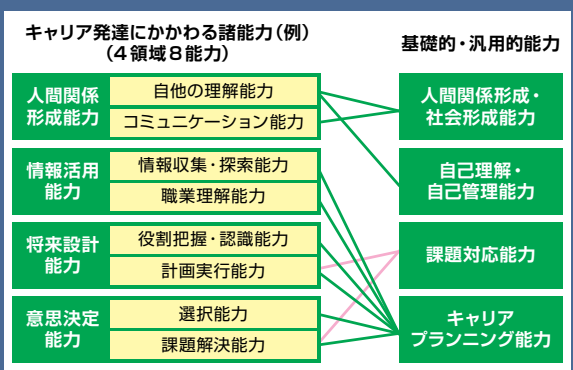 キャリア発達にかかわる諸能力(例)
(4領域8能力)
基礎的・汎用的能力
人間関係
形成能力
自他の理解能力
コミュニケーション能力
人間関係形成・
社会形成能力
情報活用
能力
情報収集・探索能力
職業理解能力
自己理解・
自己管理能力
将来設計
能力
役割把握・認識能力
計画実行能力
課題対応能力
意思決定
能力
選択能力
課題解決能力
キャリア
プランニング能力